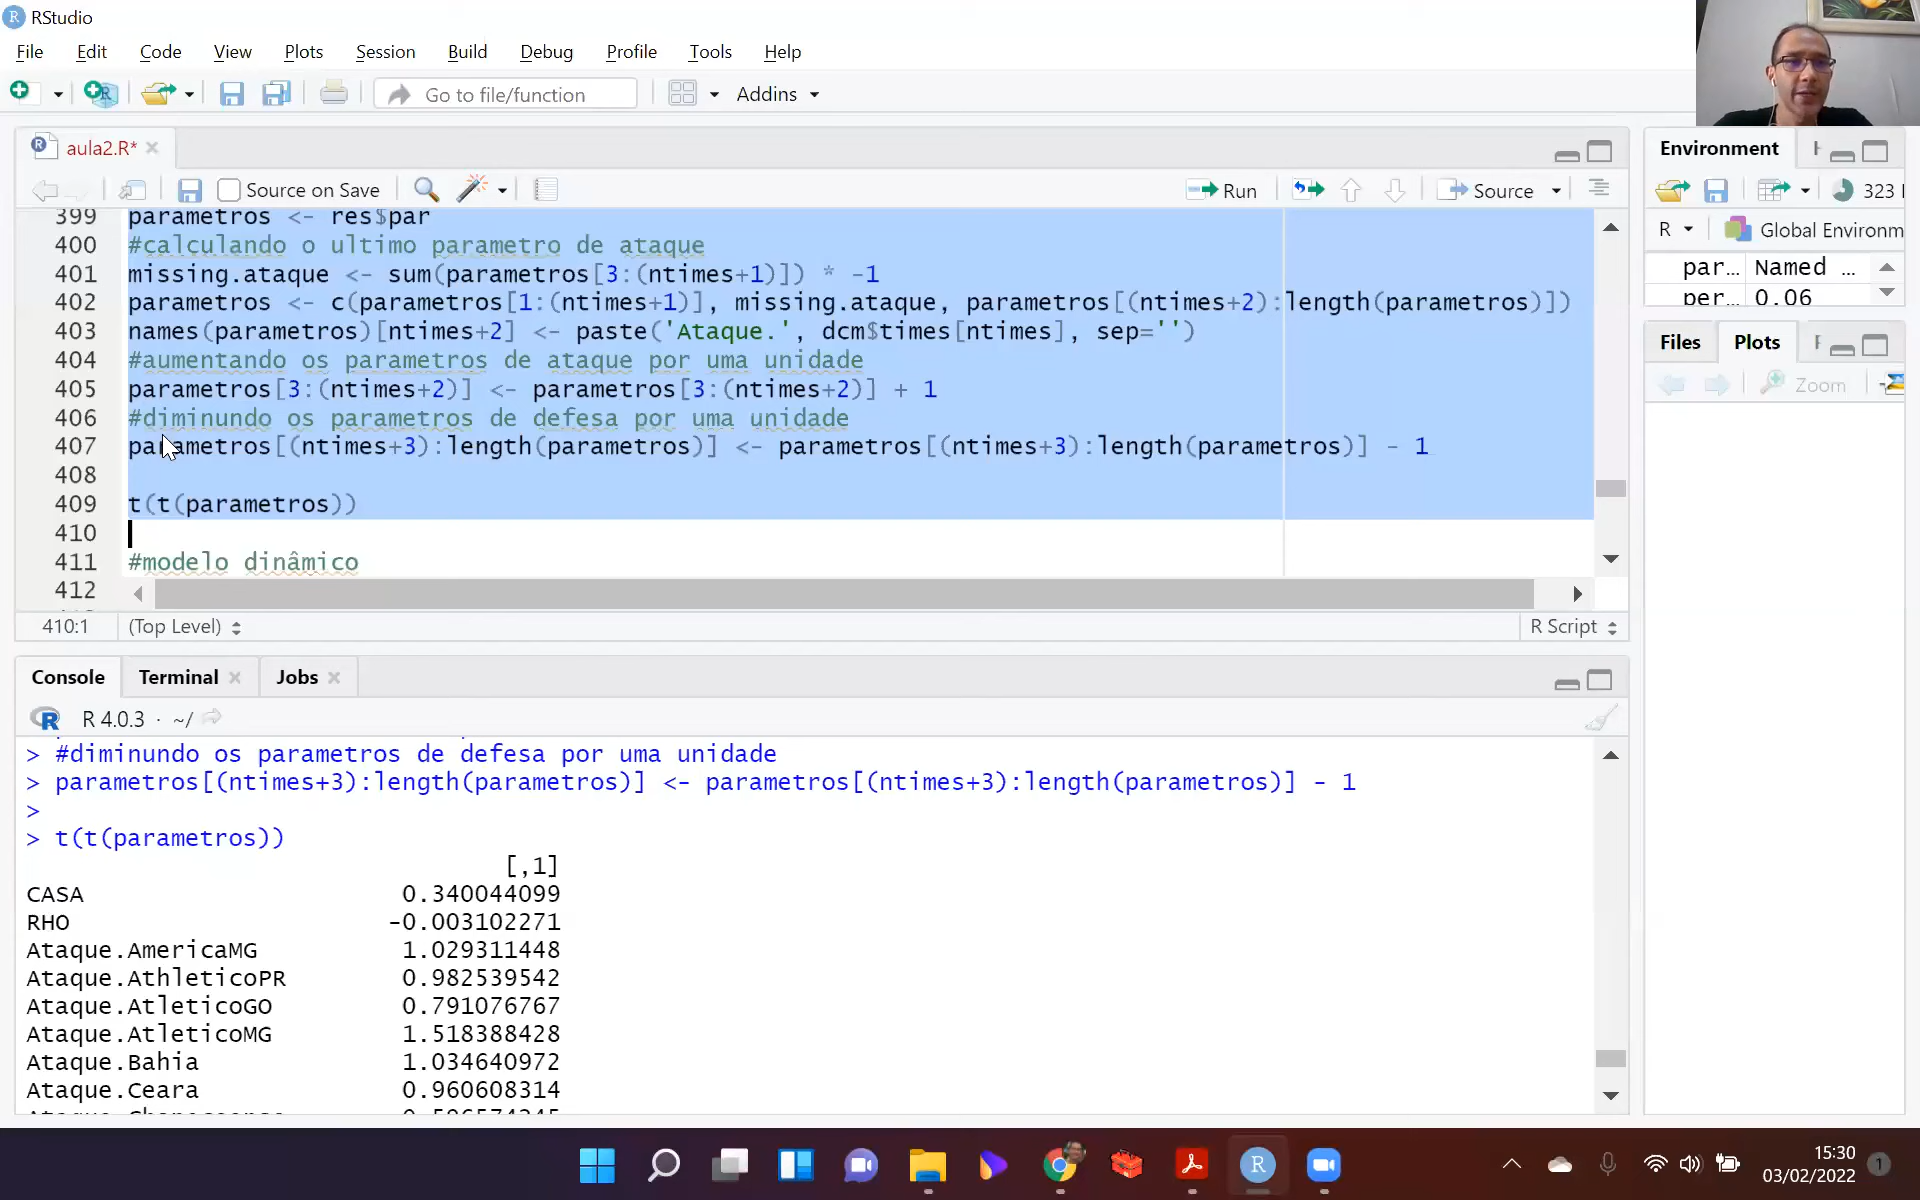 RStudio
File Edit Code View Plots Session Build Debug Profile Tools Help
Go to file/function Addins
aula2.R*
Source on Save Run Source
399 parametros <- res$par
400 #calculando o ultimo parametro de ataque
401 missing.ataque <- sum(parametros[3:(ntimes+1)]) * -1
402 parametros <- c(parametros[1:(ntimes+1)], missing.ataque, parametros[(ntimes+2):length(parametros)])
403 names(parametros)[ntimes+2] <- paste('Ataque.', dcm$times[ntimes], sep='')
404 #aumentando os parametros de ataque por uma unidade
405 parametros[3:(ntimes+2)] <- parametros[3:(ntimes+2)] + 1
406 #diminundo os parametros de defesa por uma unidade
407 parametros[(ntimes+3):length(parametros)] <- parametros[(ntimes+3):length(parametros)] - 1
408
409 t(t(parametros))
410
411 #modelo dinâmico
412
410:1 (Top Level) R Script
Console Terminal Jobs
R 4.0.3 · ~/
> #diminundo os parametros de defesa por uma unidade
> parametros[(ntimes+3):length(parametros)] <- parametros[(ntimes+3):length(parametros)] - 1
>
> t(t(parametros))
[,1]
CASA 0.340044099
RHO -0.003102271
Ataque.AmericaMG 1.029311448
Ataque.AthleticoPR 0.982539542
Ataque.AtleticoGO 0.791076767
Ataque.AtleticoMG 1.518388428
Ataque.Bahia 1.034640972
Ataque.Ceara 0.960608314
Environment
323
R Global Environm
par... Named ...
per... 0.06
Files Plots
Zoom
15:30
03/02/2022
1